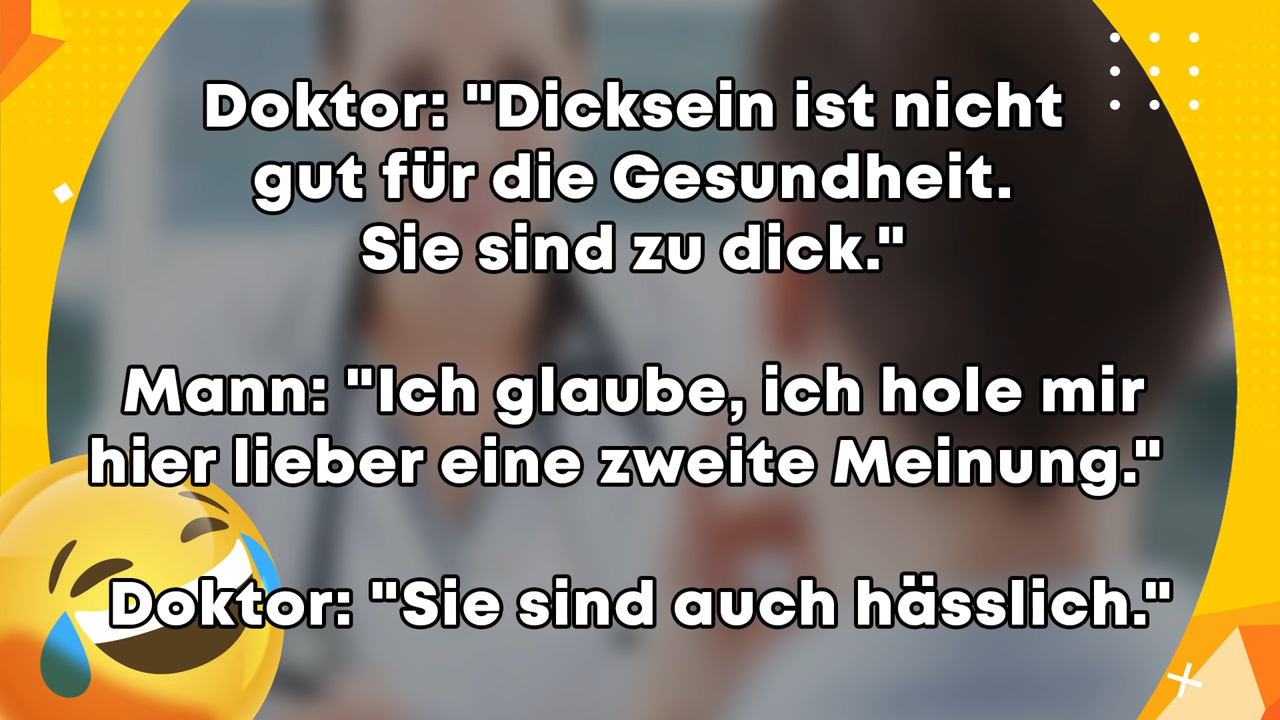 Doktor: "Dicksein ist nicht
gut für die Gesundheit.
Sie sind zu dick."
Mann: "Ich glaube, ich hole mir
hier lieber eine zweite Meinung."
Doktor: "Sie sind auch hässlich."